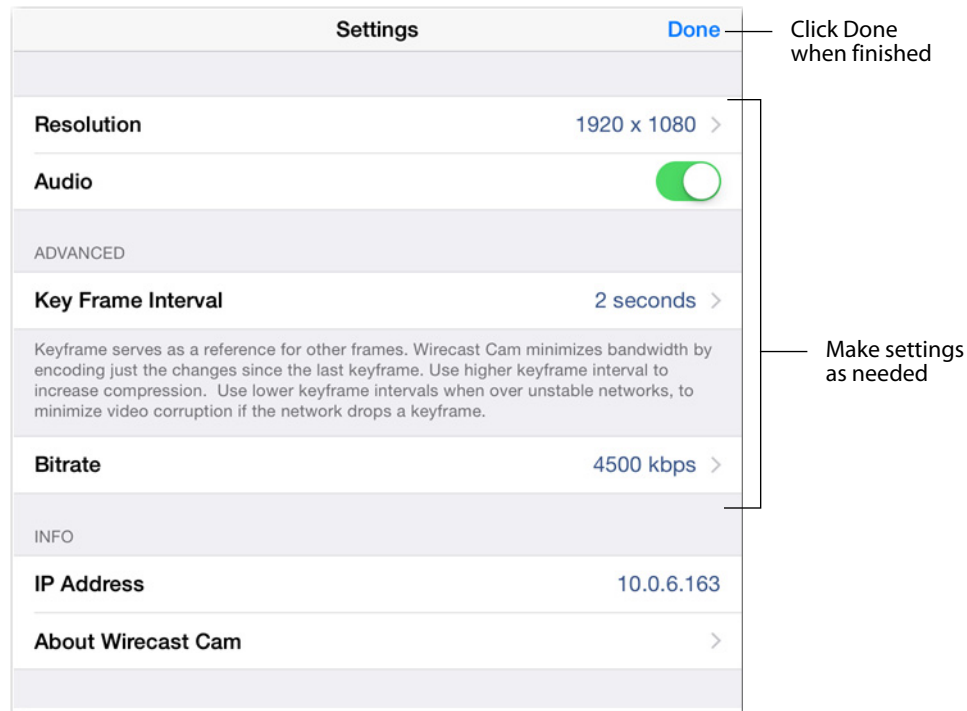 Settings
Done
Click Done
when finished
Resolution
1920 x 1080
Audio
ADVANCED
Key Frame Interval
2 seconds
Keyframe serves as a reference for other frames. Wirecast Cam minimizes bandwidth by
encoding just the changes since the last keyframe. Use higher keyframe interval to
increase compression.  Use lower keyframe intervals when over unstable networks, to
minimize video corruption if the network drops a keyframe.
Make settings
as needed
Bitrate
4500 kbps
INFO
IP Address
10.0.6.163
About Wirecast Cam